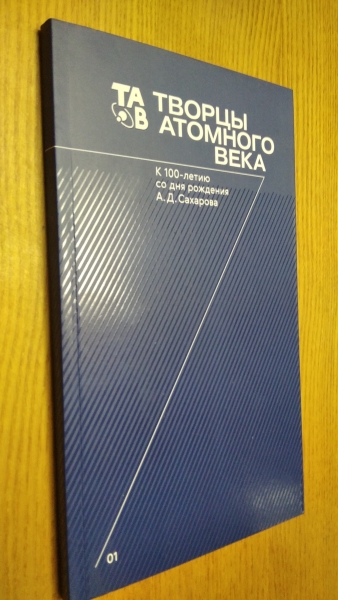 ТА
В
ТВОРЦЫ
АТОМНОГО
ВЕКА
К 100-летию
со дня рождения
А. Д. Сахарова
01